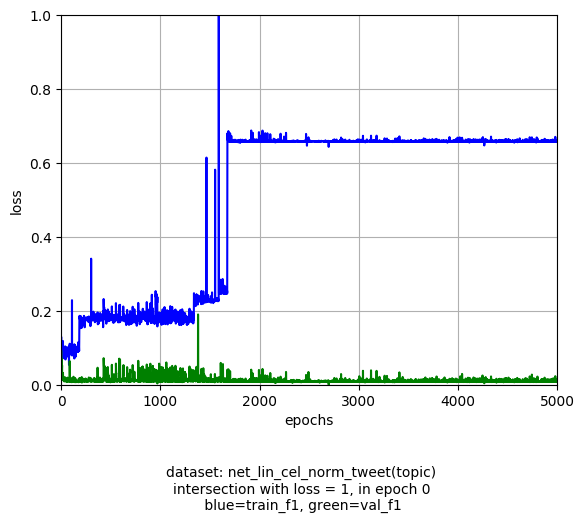 1.0
0.8
0.6
0.4
0.2
0.0
loss
0 1000 2000 3000 4000 5000
epochs
dataset: net_lin_cel_norm_tweet(topic)
intersection with loss = 1, in epoch 0
blue=train_f1, green=val_f1